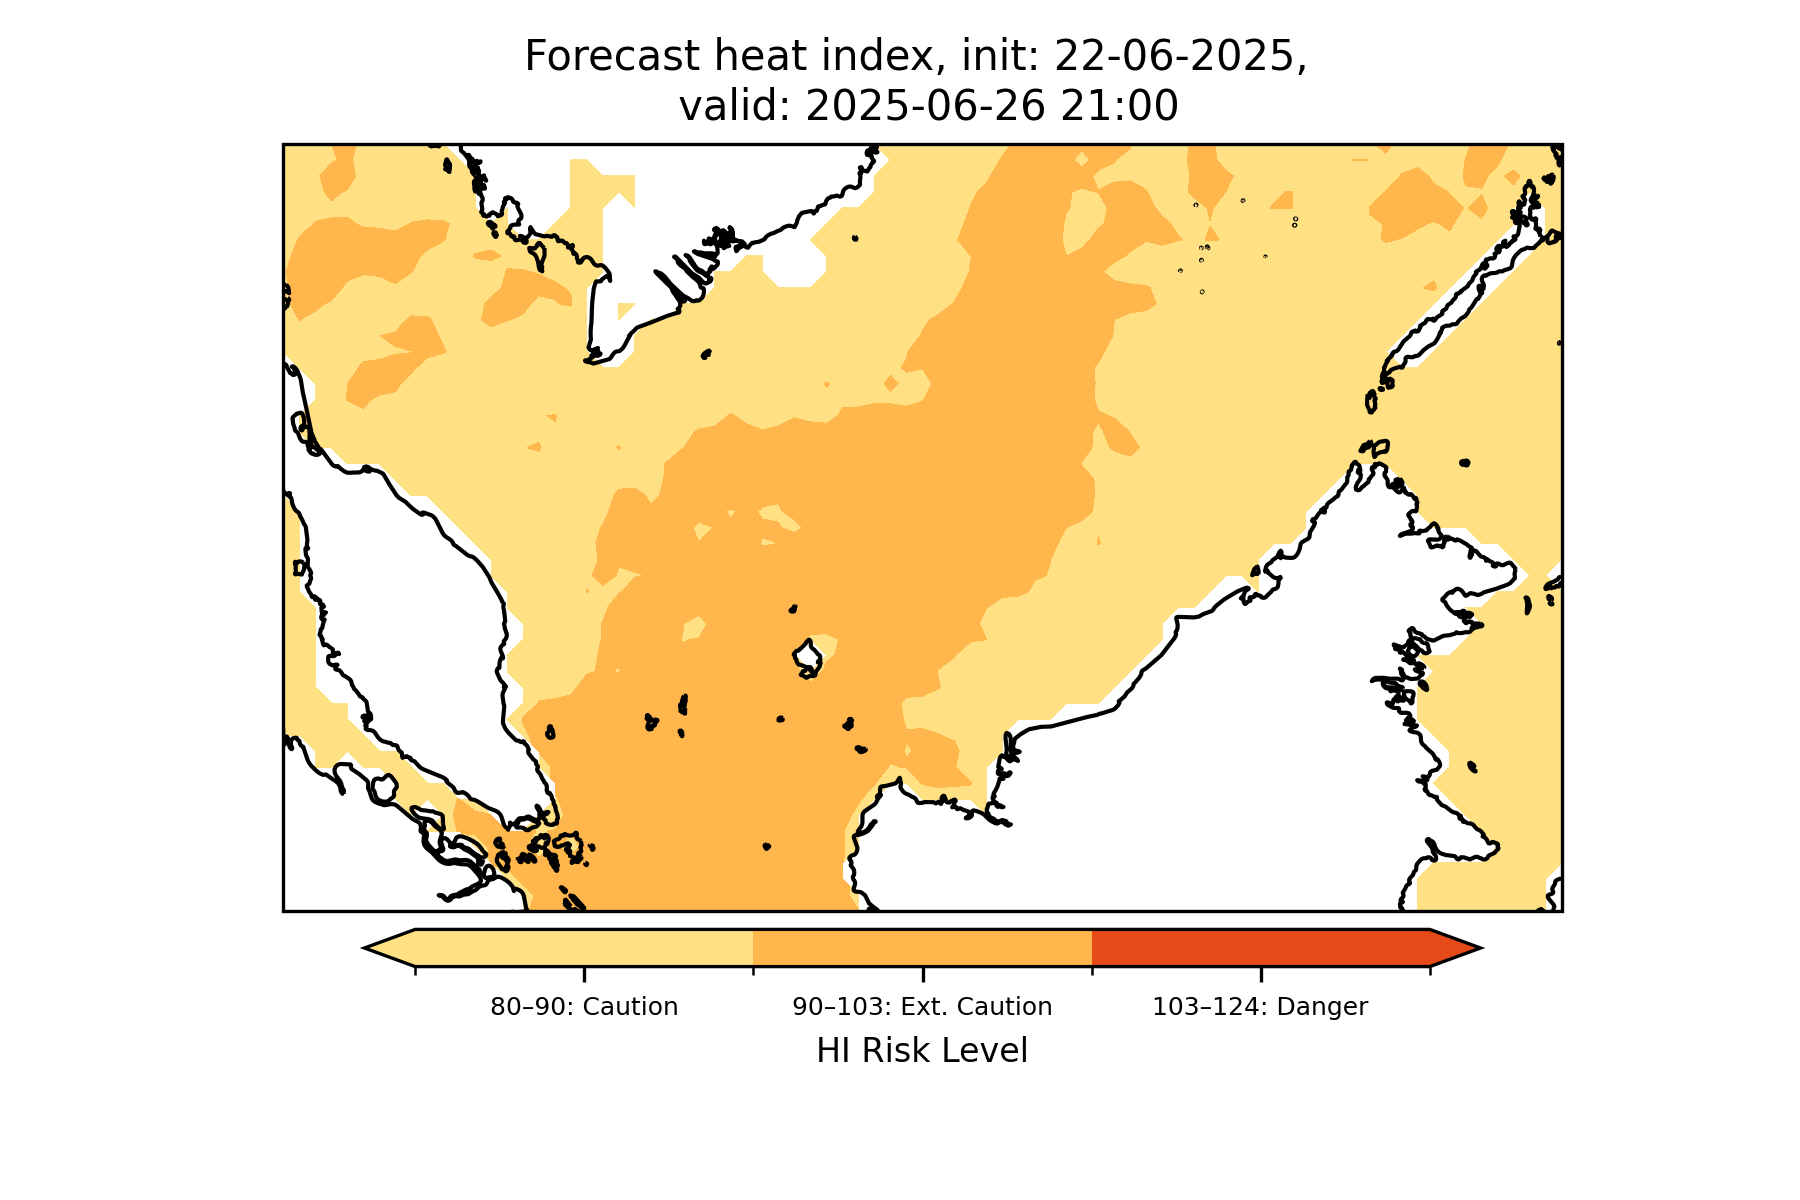 Forecast heat index, init: 22-06-2025,
valid: 2025-06-26 21:00
80–90: Caution
90–103: Ext. Caution
103–124: Danger
HI Risk Level